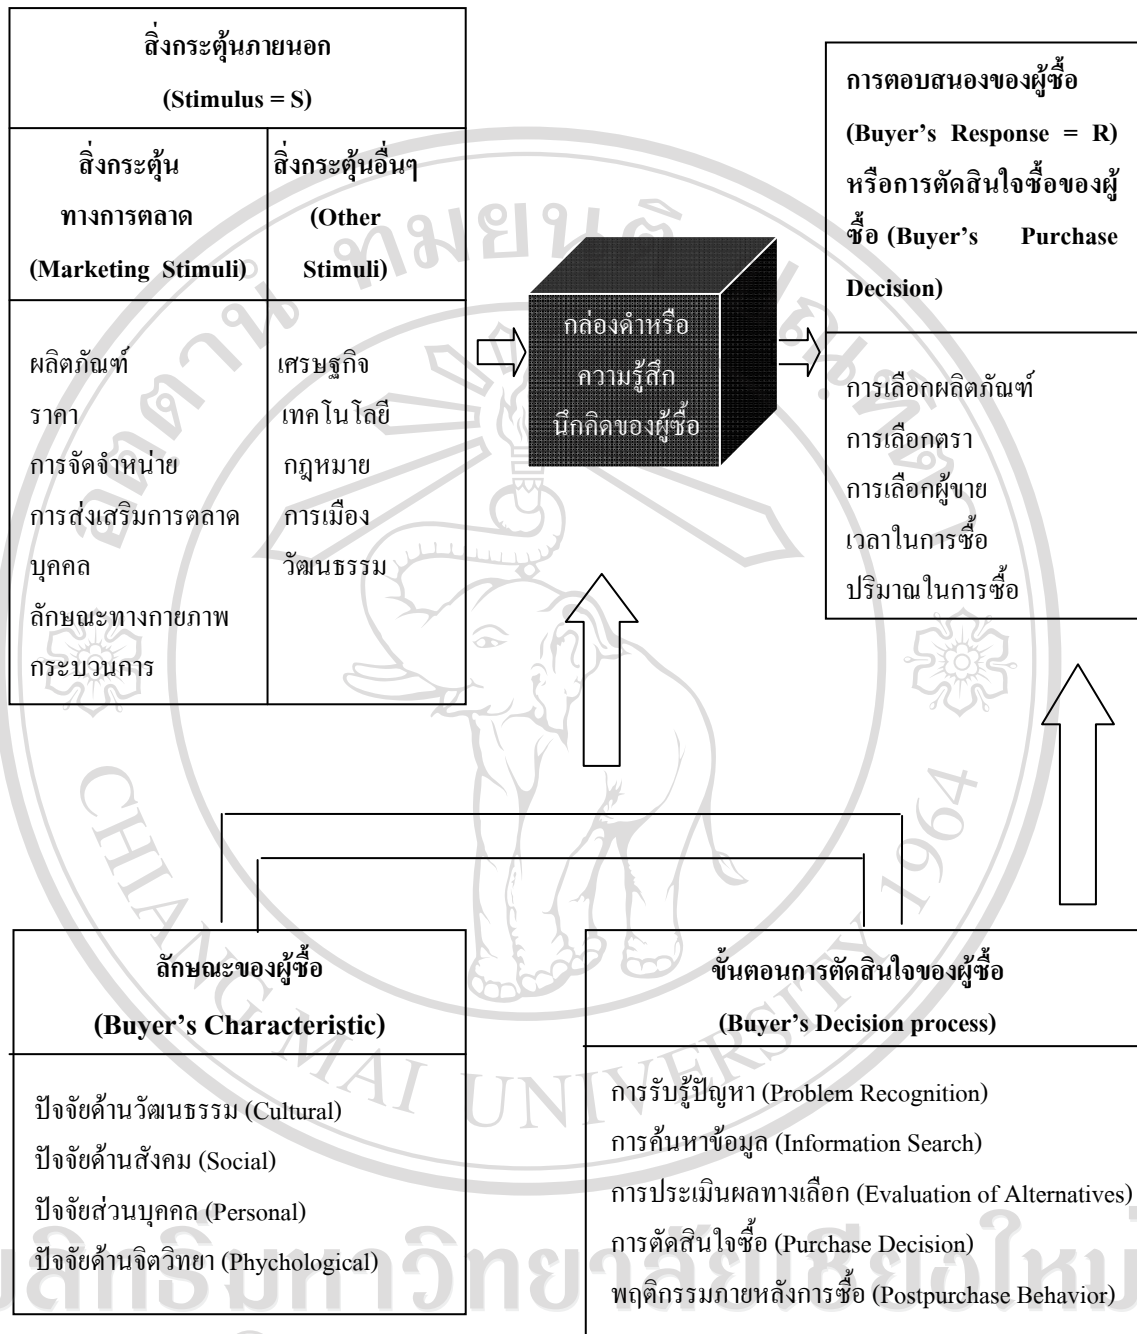 สิ่งกระตุ้นภายนอก
(Stimulus = S)
สิ่งกระตุ้น
ทางการตลาด
(Marketing Stimuli)
สิ่งกระตุ้นอื่นๆ
(Other
Stimuli)
ผลิตภัณฑ์
ราคา
การจัดจำหน่าย
การส่งเสริมการตลาด
บุคคล
ลักษณะทางกายภาพ
กระบวนการ
เศรษฐกิจ
เทคโนโลยี
กฎหมาย
การเมือง
วัฒนธรรม
กล่องดำหรือ
ความรู้สึก
นึกคิดของผู้ซื้อ
การตอบสนองของผู้ซื้อ
(Buyer’s Response = R)
หรือการตัดสินใจซื้อของผู้
ซื้อ (Buyer’s Purchase
Decision)
การเลือกผลิตภัณฑ์
การเลือกตรา
การเลือกผู้ขาย
เวลาในการซื้อ
ปริมาณในการซื้อ
ลักษณะของผู้ซื้อ
(Buyer’s Characteristic)
ปัจจัยด้านวัฒนธรรม (Cultural)
ปัจจัยด้านสังคม (Social)
ปัจจัยส่วนบุคคล (Personal)
ปัจจัยด้านจิตวิทยา (Phychological)
ขั้นตอนการตัดสินใจของผู้ซื้อ
(Buyer’s Decision process)
การรับรู้ปัญหา (Problem Recognition)
การค้นหาข้อมูล (Information Search)
การประเมินผลทางเลือก (Evaluation of Alternatives)
การตัดสินใจซื้อ (Purchase Decision)
พฤติกรรมภายหลังการซื้อ (Postpurchase Behavior)
CHIANG MAI UNIVERSITY 1964